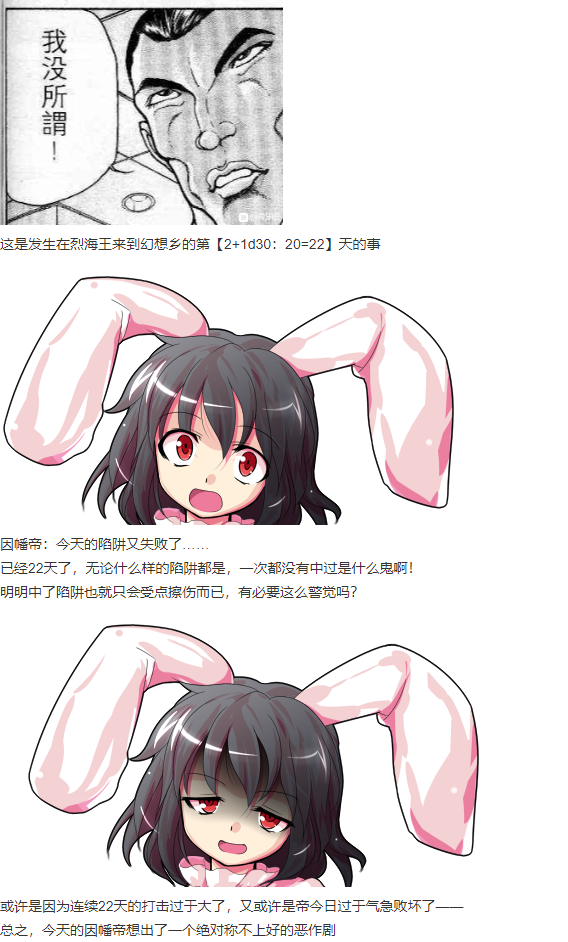 我没所謂！
这是发生在烈海王来到幻想乡的第【2+1d30：20=22】天的事
因幡帝：今天的陷阱又失败了……
已经22天了，无论什么样的陷阱都是，一次都没有中过是什么鬼啊！
明明中了陷阱也就只会受点擦伤而已，有必要这么警觉吗？
或许是因为连续22天的打击过于大了，又或许是帝今日过于气急败坏了——
总之，今天的因幡帝想出了一个绝对称不上好的恶作剧